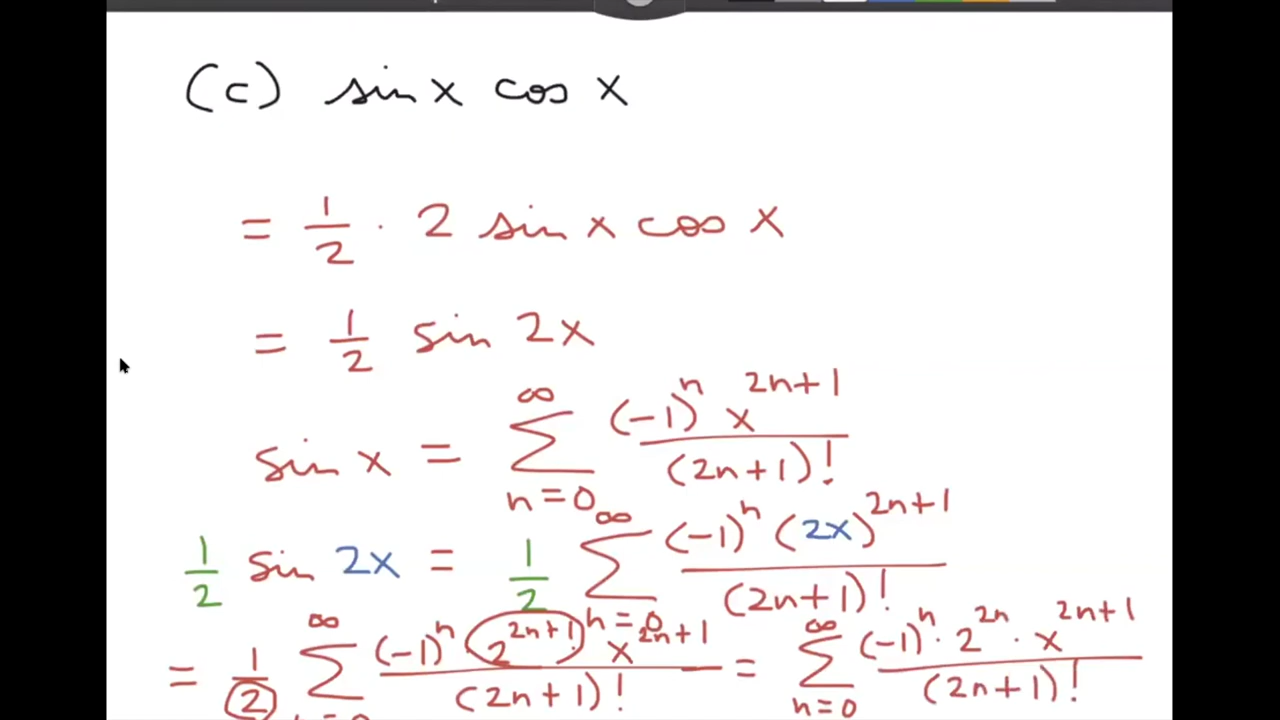 (c) sin x cos x
= 1/2 · 2 sin x cos x
= 1/2 sin 2x
sin x = ∑_{n=0}^{∞} (-1)^n x^{2n+1} / (2n+1)!
1/2 sin 2x = 1/2 ∑_{n=0}^{∞} (-1)^n (2x)^{2n+1} / (2n+1)!
= 1/2 ∑_{n=0}^{∞} (-1)^n 2^{2n+1} · x^{2n+1} / (2n+1)! = ∑_{n=0}^{∞} (-1)^n · 2^{2n} · x^{2n+1} / (2n+1)!